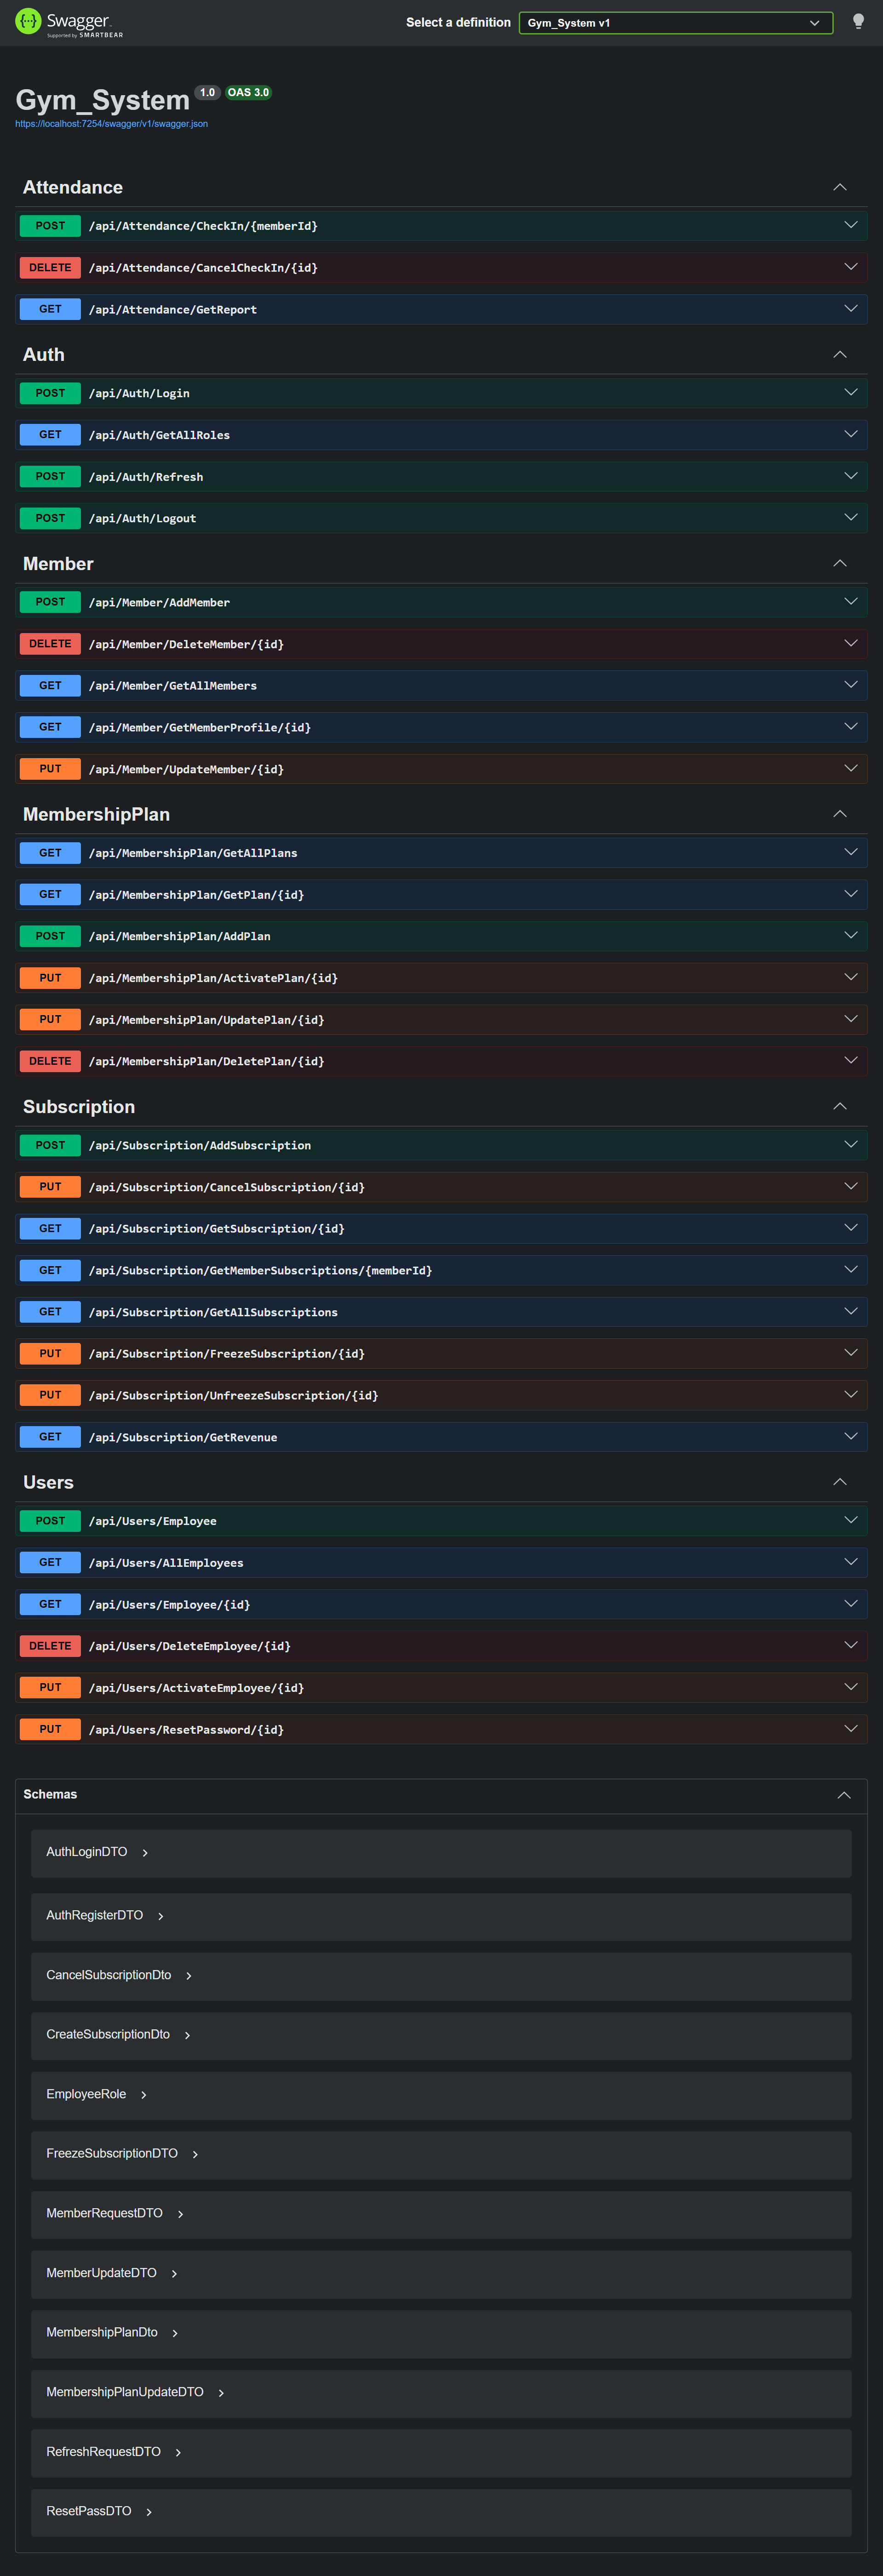 Swagger
Supported by SMARTBEAR
Select a definition
Gym_System v1
Gym_System 1.0 OAS 3.0
https://localhost:7254/swagger/v1/swagger.json
Attendance
POST /api/Attendance/CheckIn/{memberId}
DELETE /api/Attendance/CancelCheckIn/{id}
GET /api/Attendance/GetReport
Auth
POST /api/Auth/Login
GET /api/Auth/GetAllRoles
POST /api/Auth/Refresh
POST /api/Auth/Logout
Member
POST /api/Member/AddMember
DELETE /api/Member/DeleteMember/{id}
GET /api/Member/GetAllMembers
GET /api/Member/GetMemberProfile/{id}
PUT /api/Member/UpdateMember/{id}
MembershipPlan
GET /api/MembershipPlan/GetAllPlans
GET /api/MembershipPlan/GetPlan/{id}
POST /api/MembershipPlan/AddPlan
PUT /api/MembershipPlan/ActivatePlan/{id}
PUT /api/MembershipPlan/UpdatePlan/{id}
DELETE /api/MembershipPlan/DeletePlan/{id}
Subscription
POST /api/Subscription/AddSubscription
PUT /api/Subscription/CancelSubscription/{id}
GET /api/Subscription/GetSubscription/{id}
GET /api/Subscription/GetMemberSubscriptions/{memberId}
GET /api/Subscription/GetAllSubscriptions
PUT /api/Subscription/FreezeSubscription/{id}
PUT /api/Subscription/UnfreezeSubscription/{id}
GET /api/Subscription/GetRevenue
Users
POST /api/Users/Employee
GET /api/Users/AllEmployees
GET /api/Users/Employee/{id}
DELETE /api/Users/DeleteEmployee/{id}
PUT /api/Users/ActivateEmployee/{id}
PUT /api/Users/ResetPassword/{id}
Schemas
AuthLoginDTO
AuthRegisterDTO
CancelSubscriptionDto
CreateSubscriptionDto
EmployeeRole
FreezeSubscriptionDTO
MemberRequestDTO
MemberUpdateDTO
MembershipPlanDto
MembershipPlanUpdateDTO
RefreshRequestDTO
ResetPassDTO